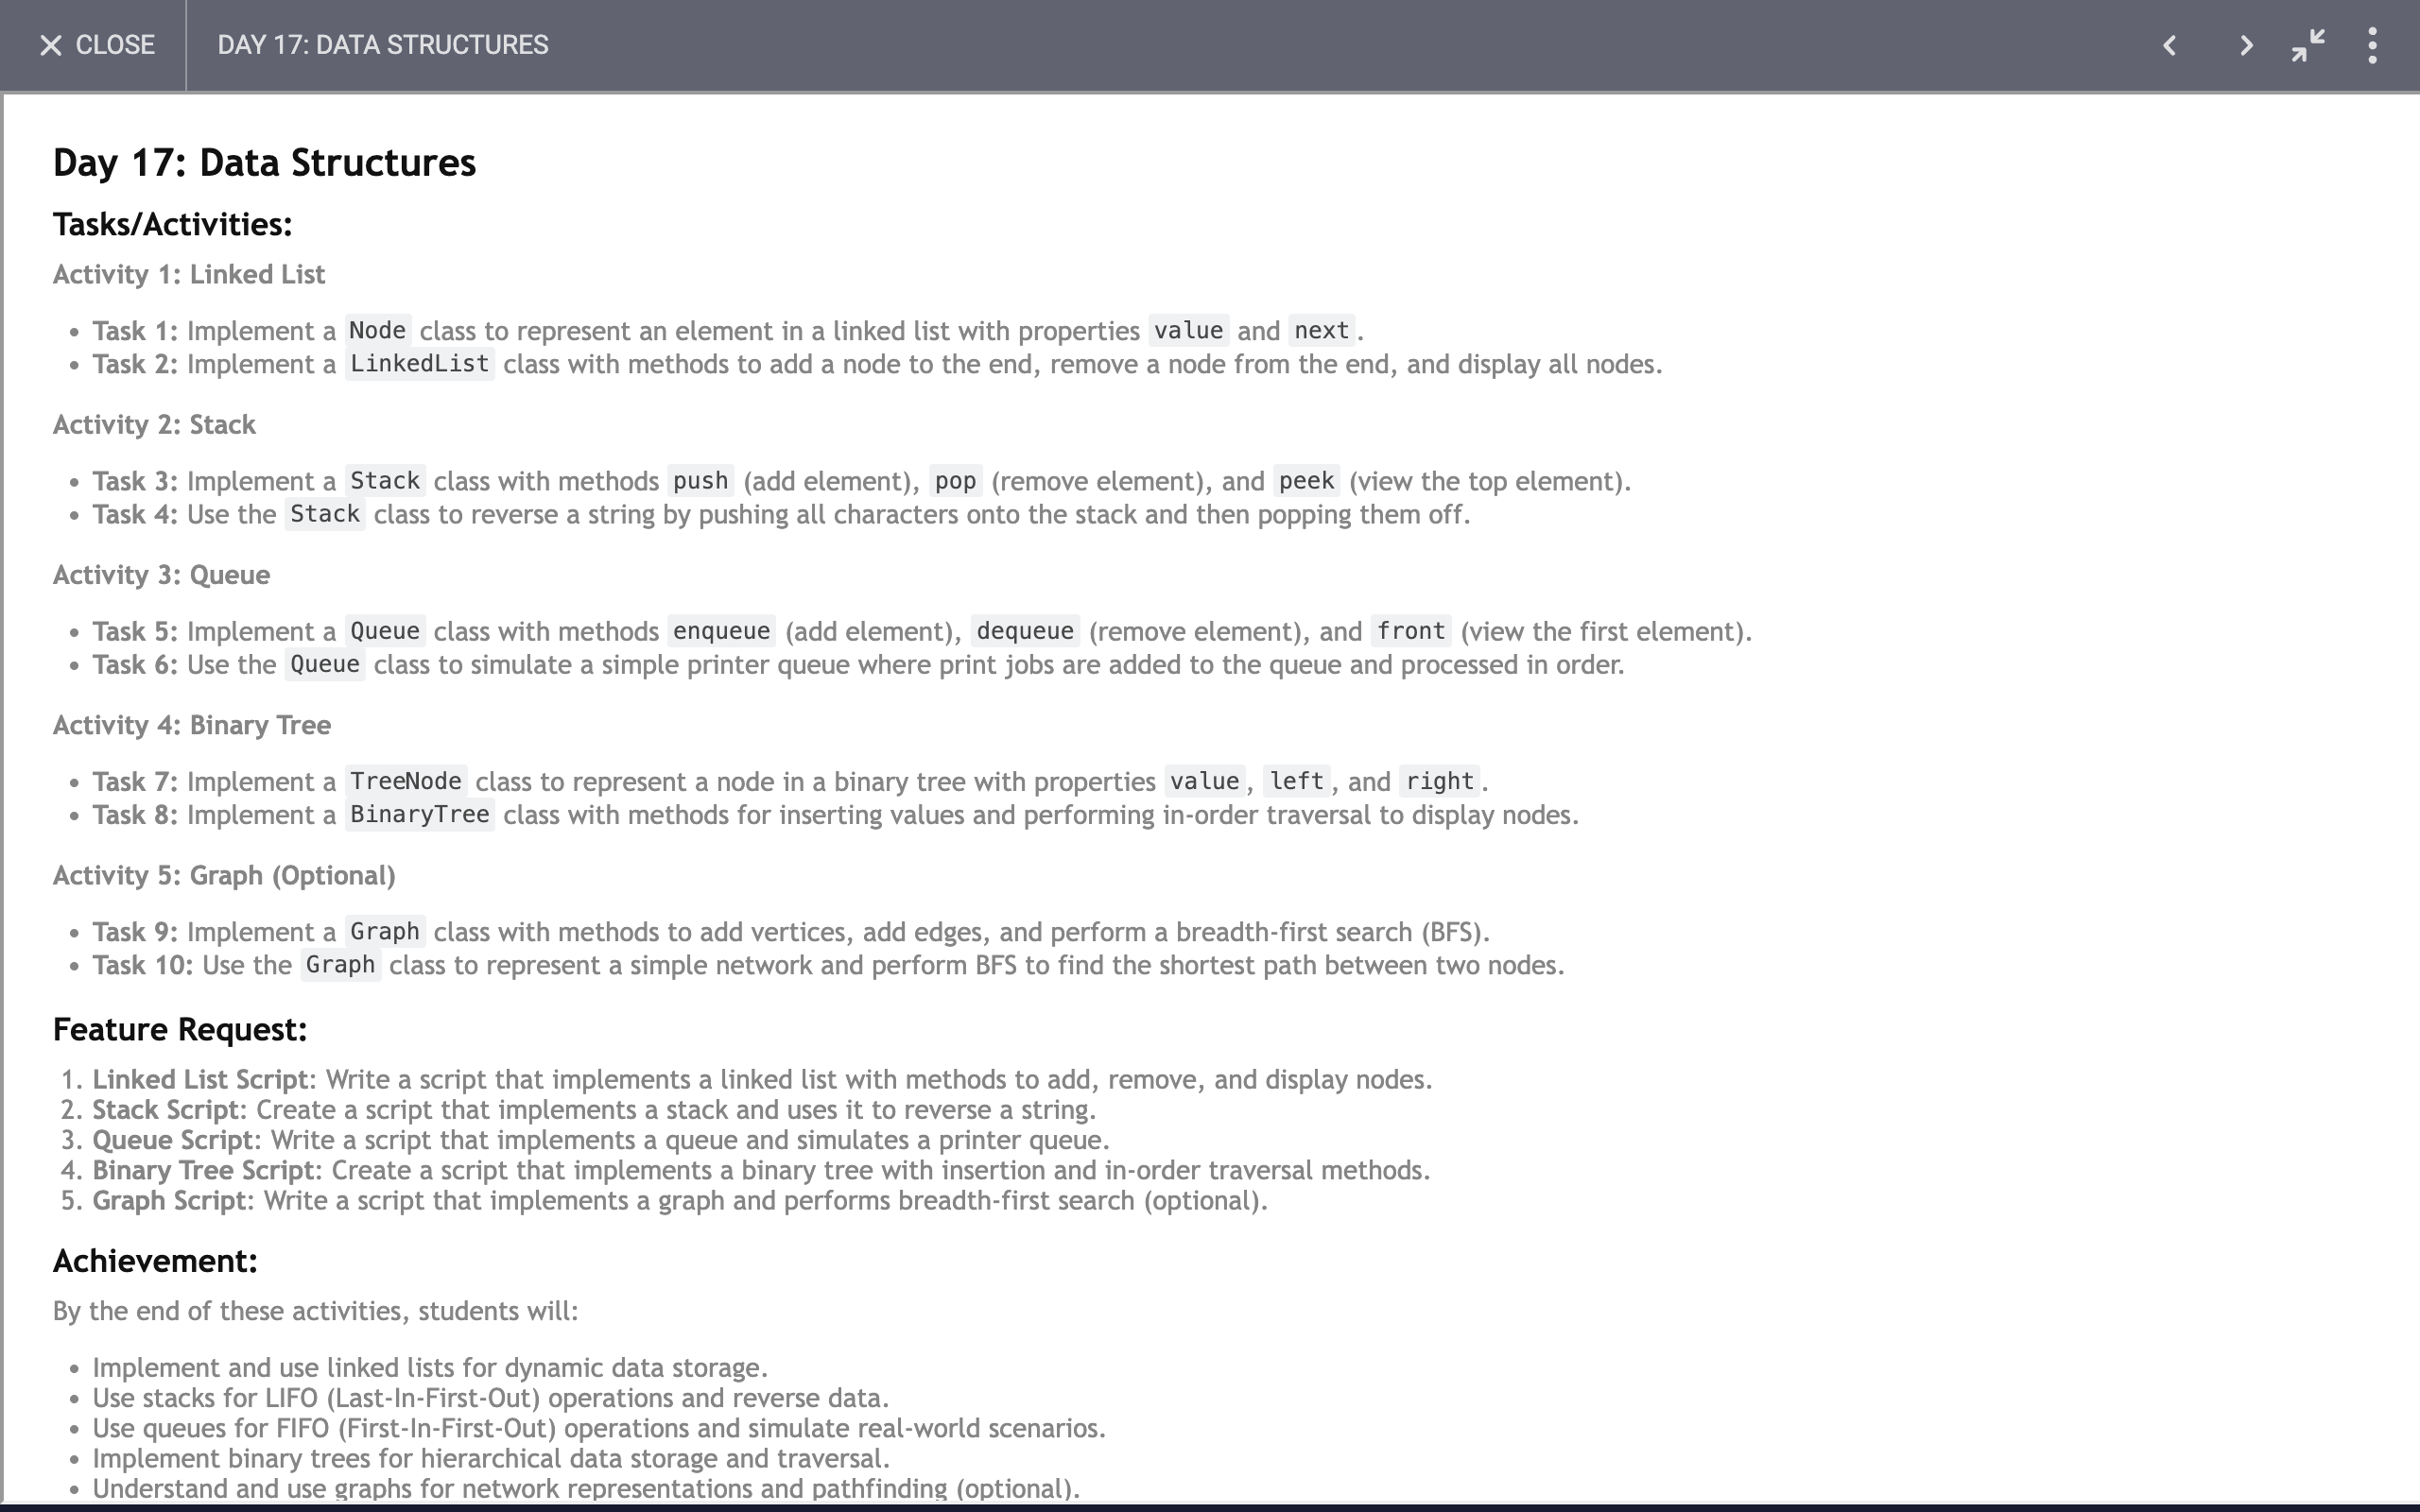 CLOSE
DAY 17: DATA STRUCTURES
Day 17: Data Structures
Tasks/Activities:
Activity 1: Linked List
• Task 1: Implement a Node class to represent an element in a linked list with properties value and next.
• Task 2: Implement a LinkedList class with methods to add a node to the end, remove a node from the end, and display all nodes.
Activity 2: Stack
• Task 3: Implement a Stack class with methods push (add element), pop (remove element), and peek (view the top element).
• Task 4: Use the Stack class to reverse a string by pushing all characters onto the stack and then popping them off.
Activity 3: Queue
• Task 5: Implement a Queue class with methods enqueue (add element), dequeue (remove element), and front (view the first element).
• Task 6: Use the Queue class to simulate a simple printer queue where print jobs are added to the queue and processed in order.
Activity 4: Binary Tree
• Task 7: Implement a TreeNode class to represent a node in a binary tree with properties value, left, and right.
• Task 8: Implement a BinaryTree class with methods for inserting values and performing in-order traversal to display nodes.
Activity 5: Graph (Optional)
• Task 9: Implement a Graph class with methods to add vertices, add edges, and perform a breadth-first search (BFS).
• Task 10: Use the Graph class to represent a simple network and perform BFS to find the shortest path between two nodes.
Feature Request:
1. Linked List Script: Write a script that implements a linked list with methods to add, remove, and display nodes.
2. Stack Script: Create a script that implements a stack and uses it to reverse a string.
3. Queue Script: Write a script that implements a queue and simulates a printer queue.
4. Binary Tree Script: Create a script that implements a binary tree with insertion and in-order traversal methods.
5. Graph Script: Write a script that implements a graph and performs breadth-first search (optional).
Achievement:
By the end of these activities, students will:
• Implement and use linked lists for dynamic data storage.
• Use stacks for LIFO (Last-In-First-Out) operations and reverse data.
• Use queues for FIFO (First-In-First-Out) operations and simulate real-world scenarios.
• Implement binary trees for hierarchical data storage and traversal.
• Understand and use graphs for network representations and pathfinding (optional).